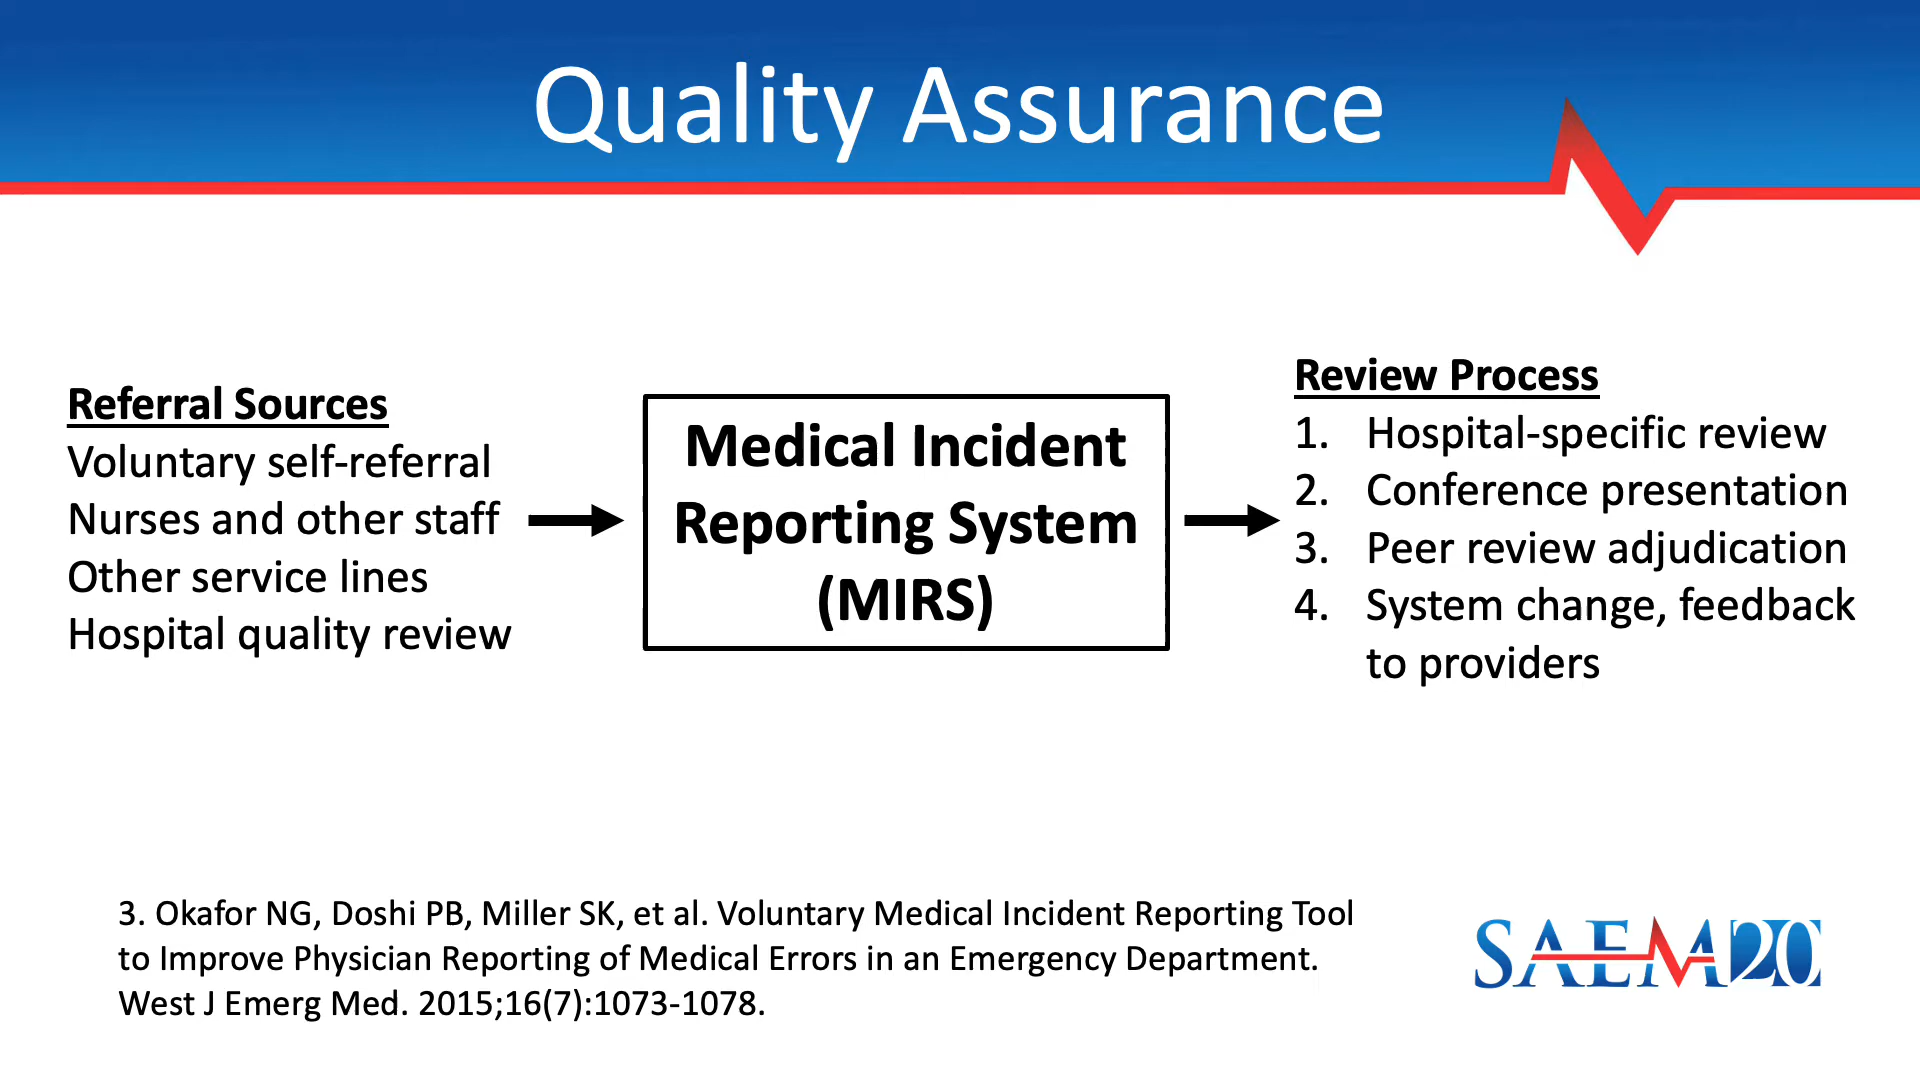 Quality Assurance
Referral Sources
Voluntary self-referral
Nurses and other staff
Other service lines
Hospital quality review
Medical Incident
Reporting System
(MIRS)
Review Process
1. Hospital-specific review
2. Conference presentation
3. Peer review adjudication
4. System change, feedback
to providers
3. Okafor NG, Doshi PB, Miller SK, et al. Voluntary Medical Incident Reporting Tool
to Improve Physician Reporting of Medical Errors in an Emergency Department.
West J Emerg Med. 2015;16(7):1073-1078.
SAEM20